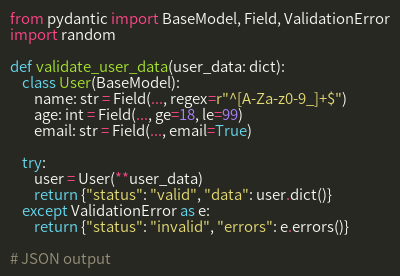 from pydantic import BaseModel, Field, ValidationError
import random
def validate_user_data(user_data: dict):
class User(BaseModel):
name: str = Field(..., regex=r"^[A-Za-z0-9_]+$")
age: int = Field(..., ge=18, le=99)
email: str = Field(..., email=True)
try:
user = User(**user_data)
return {"status": "valid", "data": user.dict()}
except ValidationError as e:
return {"status": "invalid", "errors": e.errors()}
# JSON output